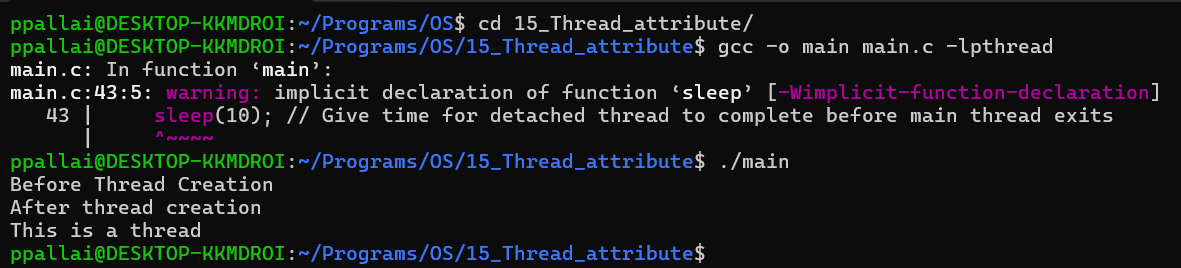 ppallai@DESKTOP-KKMDROI:~/Programs/OS$ cd 15_Thread_attribute/
ppallai@DESKTOP-KKMDROI:~/Programs/OS/15_Thread_attribute$ gcc -o main main.c -lpthread
main.c: In function ‘main’:
main.c:43:5: warning: implicit declaration of function ‘sleep’ [-Wimplicit-function-declaration]
   43 |     sleep(10); // Give time for detached thread to complete before main thread exits
      |     ^~~~~
ppallai@DESKTOP-KKMDROI:~/Programs/OS/15_Thread_attribute$ ./main
Before Thread Creation
After thread creation
This is a thread
ppallai@DESKTOP-KKMDROI:~/Programs/OS/15_Thread_attribute$